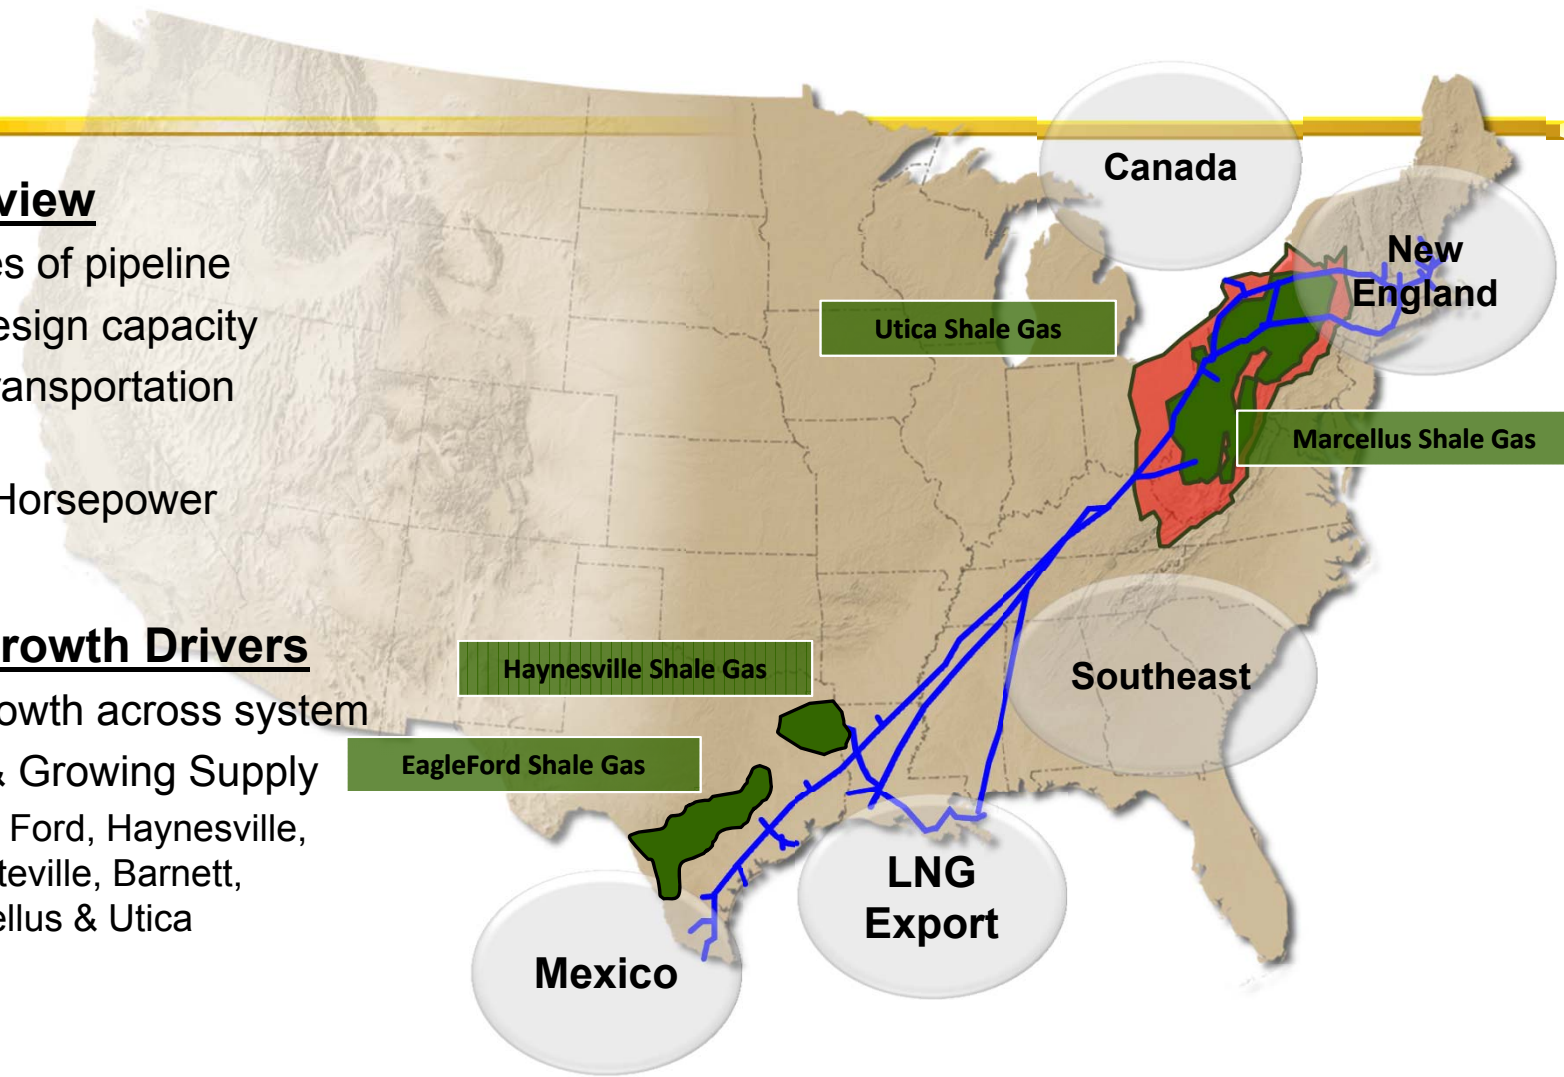 view
es of pipeline
esign capacity
ransportation
Horsepower
rowth Drivers
owth across system
& Growing Supply
Ford, Haynesville,
teville, Barnett,
ellus & Utica
Canada
New
England
Utica Shale Gas
Marcellus Shale Gas
Haynesville Shale Gas
Southeast
EagleFord Shale Gas
LNG
Export
Mexico